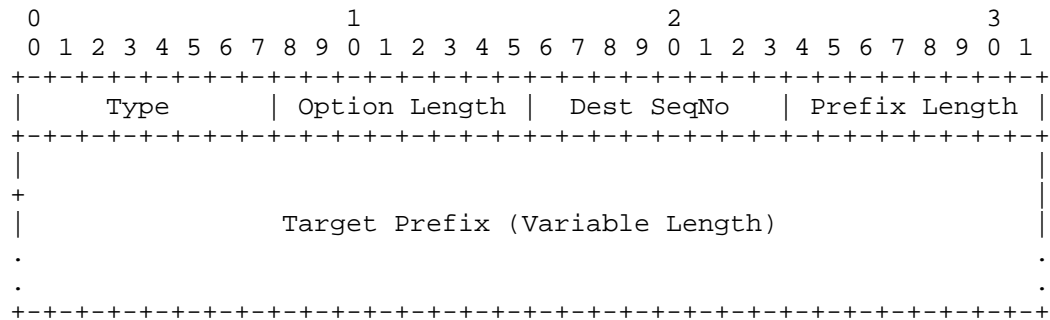 0                   1                   2                   3
 0 1 2 3 4 5 6 7 8 9 0 1 2 3 4 5 6 7 8 9 0 1 2 3 4 5 6 7 8 9 0 1
+-+-+-+-+-+-+-+-+-+-+-+-+-+-+-+-+-+-+-+-+-+-+-+-+-+-+-+-+-+-+-+-+
|     Type      | Option Length |  Dest SeqNo   | Prefix Length |
+-+-+-+-+-+-+-+-+-+-+-+-+-+-+-+-+-+-+-+-+-+-+-+-+-+-+-+-+-+-+-+-+
|                                                               |
+                                                               |
|                Target Prefix (Variable Length)                |
.                                                               .
.                                                               .
+-+-+-+-+-+-+-+-+-+-+-+-+-+-+-+-+-+-+-+-+-+-+-+-+-+-+-+-+-+-+-+-+